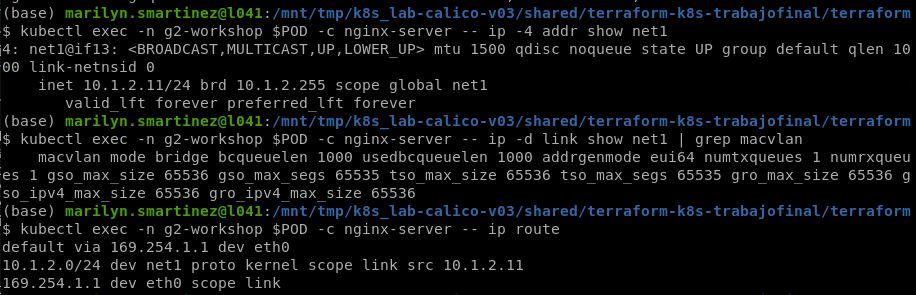 (base) marilyn.smartinez@l041:/mnt/tmp/k8s_lab-calico-v03/shared/terraform-k8s-trabajofinal/terraform
$ kubectl exec -n g2-workshop $POD -c nginx-server -- ip -4 addr show net1
4: net1@if13: <BROADCAST,MULTICAST,UP,LOWER_UP> mtu 1500 qdisc noqueue state UP group default qlen 10
00 link-netnsid 0
    inet 10.1.2.11/24 brd 10.1.2.255 scope global net1
       valid_lft forever preferred_lft forever
(base) marilyn.smartinez@l041:/mnt/tmp/k8s_lab-calico-v03/shared/terraform-k8s-trabajofinal/terraform
$ kubectl exec -n g2-workshop $POD -c nginx-server -- ip -d link show net1 | grep macvlan
    macvlan mode bridge bcqueuelen 1000 usedbcqueuelen 1000 addrgenmode eui64 numtxqueues 1 numrxqueu
es 1 gso_max_size 65536 gso_max_segs 65535 tso_max_size 65536 tso_max_segs 65535 gro_max_size 65536 g
so_ipv4_max_size 65536 gro_ipv4_max_size 65536
(base) marilyn.smartinez@l041:/mnt/tmp/k8s_lab-calico-v03/shared/terraform-k8s-trabajofinal/terraform
$ kubectl exec -n g2-workshop $POD -c nginx-server -- ip route
default via 169.254.1.1 dev eth0
10.1.2.0/24 dev net1 proto kernel scope link src 10.1.2.11
169.254.1.1 dev eth0 scope link